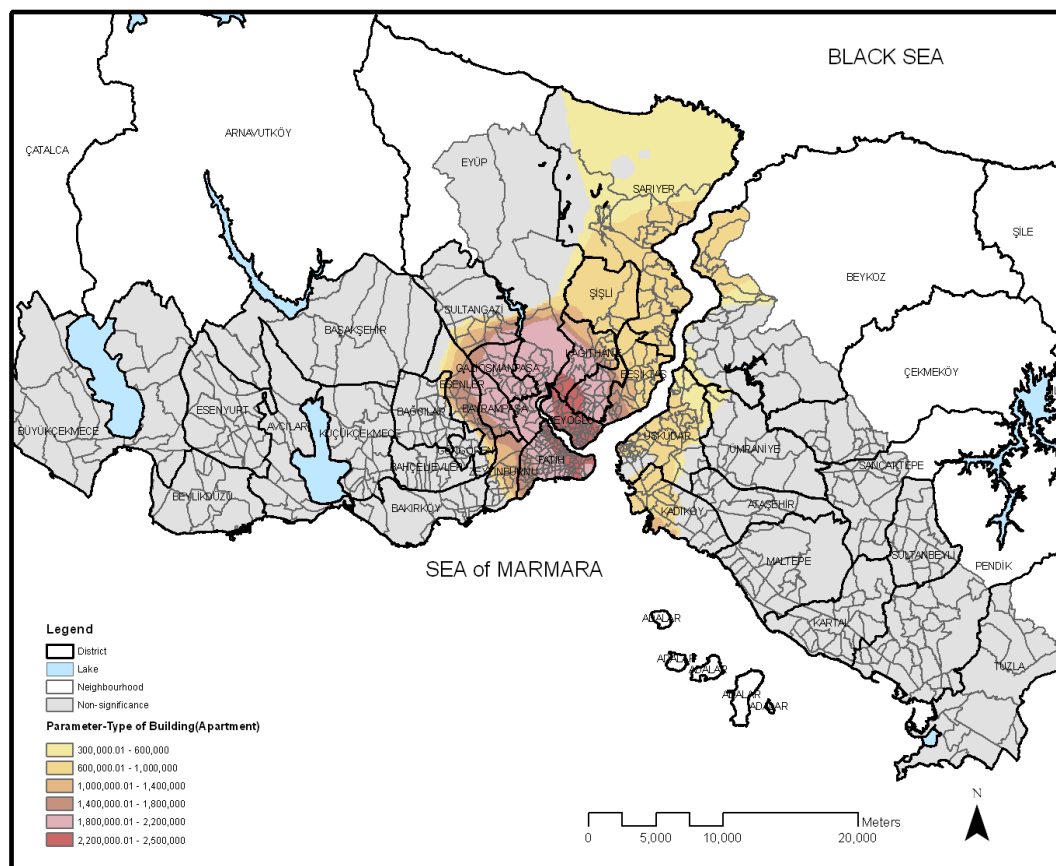 BLACK SEA
ARNAVUTKÖY
ÇATALCA
EYÜP
SARIYER
ŞİLE
BEYKOZ
ŞİŞLİ
SULTANGAZİ
BAŞAKŞEHİR
KAĞITHANE
GAZİOSMANPAŞA
BEŞİKTAŞ
ÇEKMEKÖY
ESENLER
BAYRAMPAŞA
BAĞCILAR
ESENYURT
BEYOĞLU
AVCILAR
BÜYÜKÇEKMECE
KÜÇÜKÇEKMECE
ÜSKÜDAR
ÜMRANİYE
GÜNGÖREN
FATİH
BAHÇELİEVLER
ZEYTİNBURNU
SANCAKTEPE
BEYLİKDÜZÜ
BAKIRKÖY
KADIKÖY
ATAŞEHİR
SULTANBEYLİ
MALTEPE
PENDİK
SEA of MARMARA
KARTAL
ADALAR
ADALAR
ADALAR
ADALAR
ADALAR
TUZLA
Legend
District
Lake
Neighbourhood
Non-significance
Parameter-Type of Building(Apartment)
300,000.01 - 600,000
600,000.01 - 1,000,000
1,000,000.01 - 1,400,000
1,400,000.01 - 1,800,000
1,800,000.01 - 2,200,000
2,200,000.01 - 2,500,000
N
Meters
0 5,000 10,000 20,000